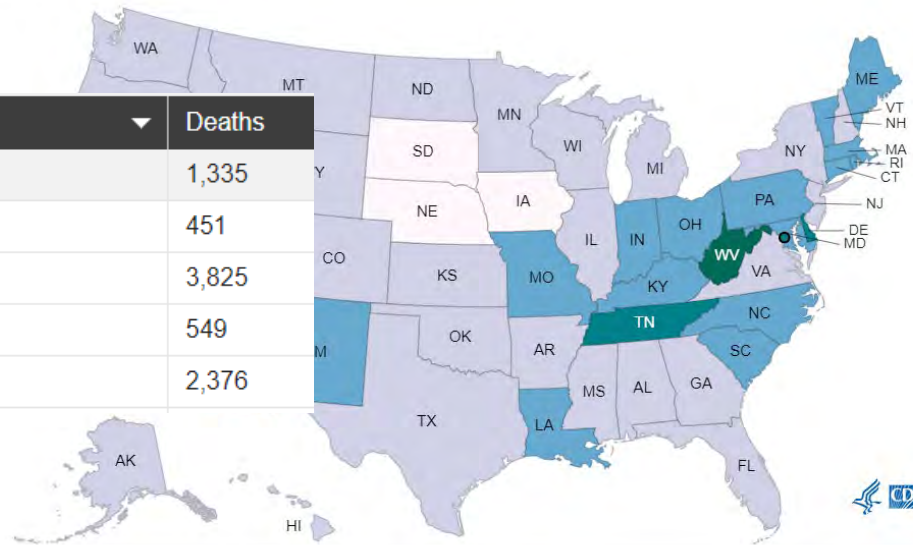 WA
MT
ND
MN
ME
VT
NH
Deaths
SD
WI
MI
NY
MA
RI
CT
1,335
Y
NE
IA
PA
NJ
451
CO
IL
IN
OH
WV
DE
MD
3,825
KS
MO
KY
VA
549
M
OK
AR
TN
NC
SC
2,376
TX
LA
MS
AL
GA
AK
FL
HI
CD